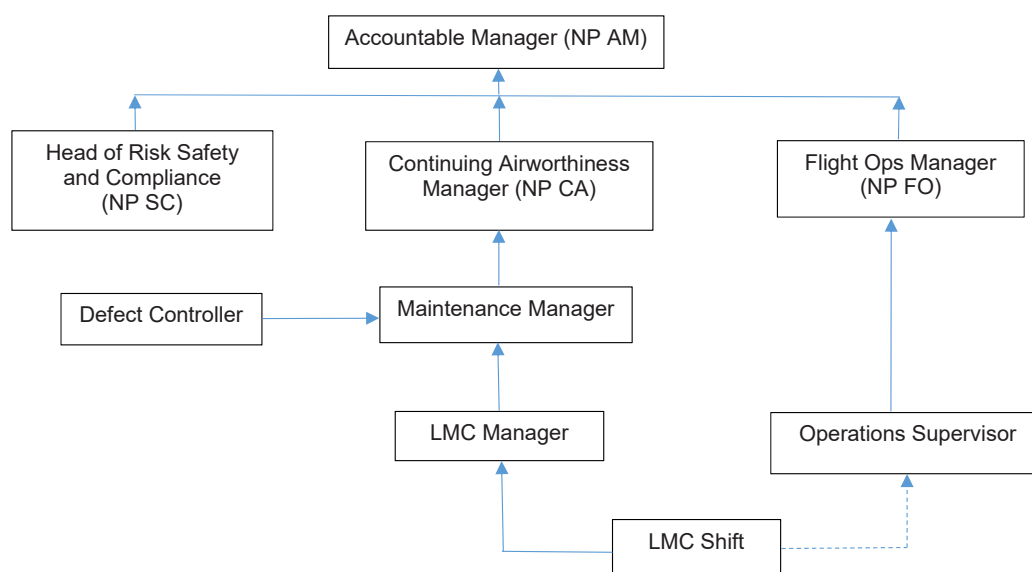 Accountable Manager (NP AM)
Head of Risk Safety
and Compliance
(NP SC)
Continuing Airworthiness
Manager (NP CA)
Flight Ops Manager
(NP FO)
Defect Controller
Maintenance Manager
LMC Manager
Operations Supervisor
LMC Shift